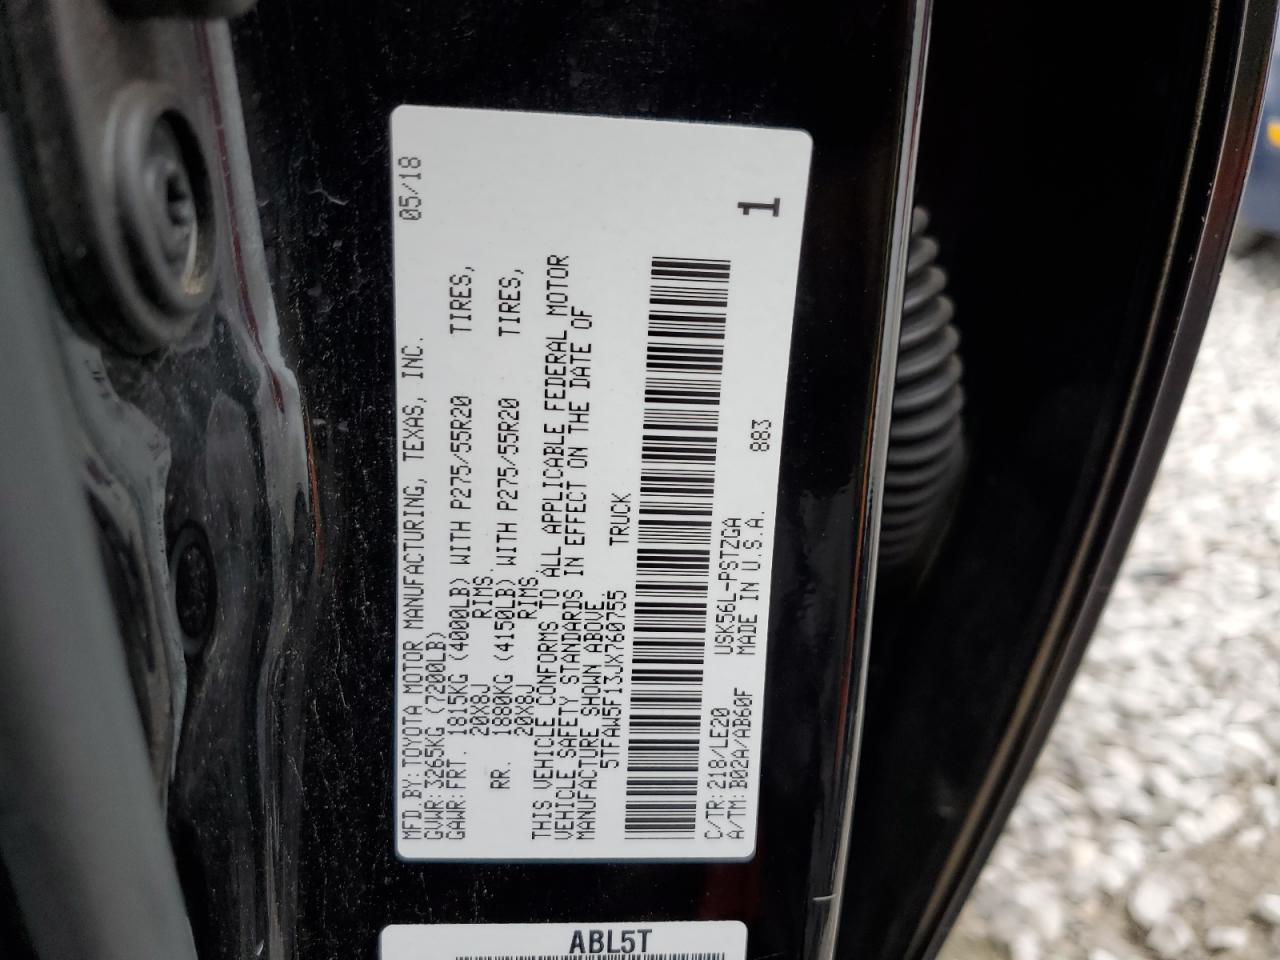 MFD BY:TOYOTA MOTOR MANUFACTURING, TEXAS, INC. 05/18
GVWR:3265KG (7200LB)
GAWR:FRT. 1815KG (4000LB) WITH P275/55R20 TIRES,
20X8J RIMS
RR. 1880KG (4150LB) WITH P275/55R20 TIRES,
20X8J RIMS
THIS VEHICLE CONFORMS TO ALL APPLICABLE FEDERAL MOTOR
VEHICLE SAFETY STANDARDS IN EFFECT ON THE DATE OF
MANUFACTURE SHOWN ABOVE
5TFAW5F13JX760755 TRUCK
C/TR:218/LE20 USK56L-PSTZGA
A/TM:B02A/AB60F MADE IN U.S.A. 883
1
ABL5T